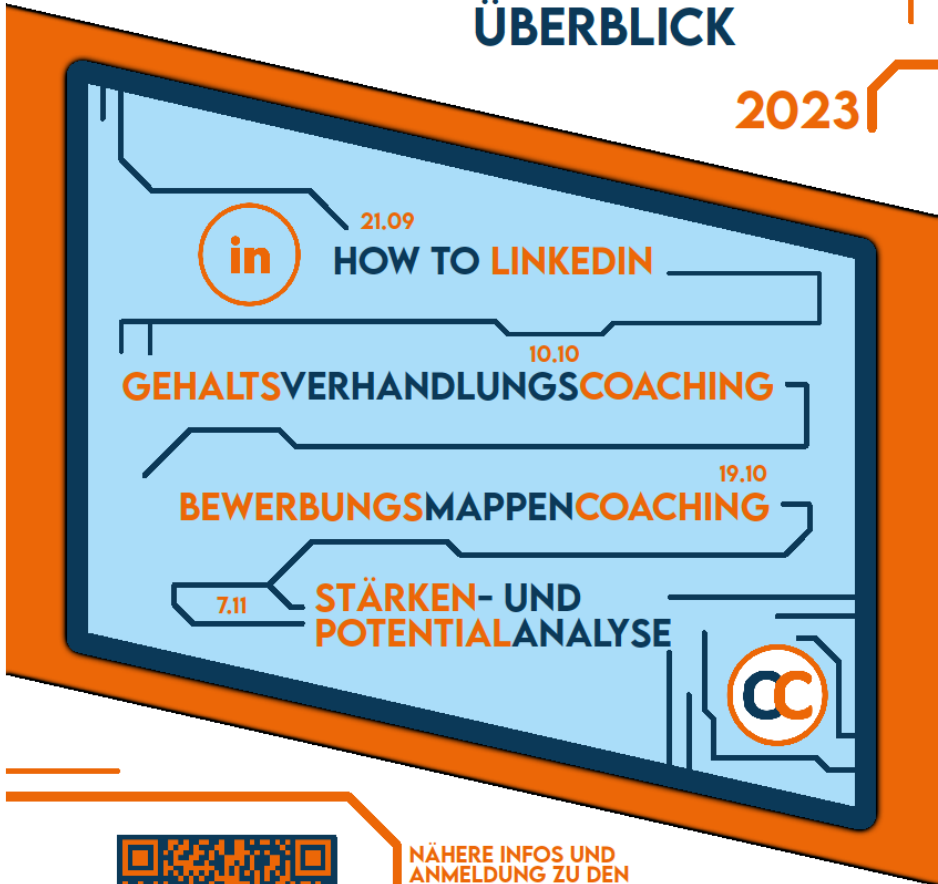 ÜBERBLICK
2023
21.09
in
HOW TO LINKEDIN
10.10
GEHALTSVERHANDLUNGSCOACHING
19.10
BEWERBUNGSMAPPENCOACHING
7.11
STÄRKEN- UND
POTENTIALANALYSE
CC
NÄHERE INFOS UND
ANMELDUNG ZU DEN